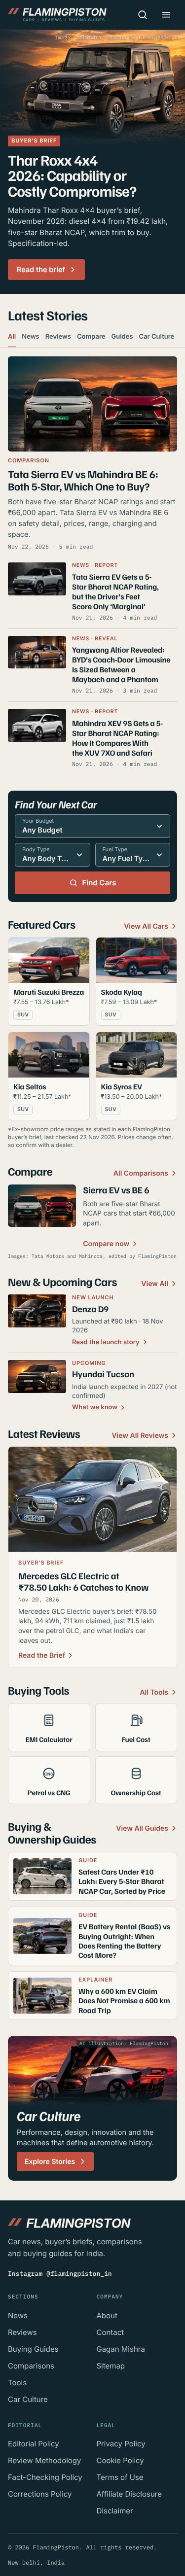 FLAMINGPISTON
CARS / REVIEWS / BUYING GUIDES
BUYER'S BRIEF
Thar Roxx 4x4
2026: Capability or
Costly Compromise?
Mahindra Thar Roxx 4×4 buyer's brief,
November 2026: diesel 4x4 from ₹19.42 lakh,
five-star Bharat NCAP, which trim to buy.
Specification-led.
Read the brief
Latest Stories
All News Reviews Compare Guides Car Culture
COMPARISON
Tata Sierra EV vs Mahindra BE 6:
Both 5-Star, Which One to Buy?
Both have five-star Bharat NCAP ratings and start
₹66,000 apart. Tata Sierra EV vs Mahindra BE 6
on safety detail, prices, range, charging and
space.
Nov 22, 2026 · 5 min read
NEWS · REPORT
Tata Sierra EV Gets a 5-
Star Bharat NCAP Rating,
but the Driver's Feet
Score Only 'Marginal'
Nov 21, 2026 · 4 min read
NEWS · REVEAL
Yangwang Altior Revealed:
BYD's Coach-Door Limousine
Is Sized Between a
Maybach and a Phantom
Nov 21, 2026 · 3 min read
NEWS · REPORT
Mahindra XEV 9S Gets a 5-
Star Bharat NCAP Rating:
How It Compares With
the XUV 7XO and Safari
Nov 21, 2026 · 4 min read
Find Your Next Car
Your Budget
Any Budget
Body Type
Any Body T...
Fuel Type
Any Fuel Ty...
Find Cars
Featured Cars
View All Cars
Maruti Suzuki Brezza
₹7.55 – 13.76 Lakh*
SUV
Skoda Kylaq
₹7.59 – 13.09 Lakh*
SUV
Kia Seltos
₹11.25 – 21.57 Lakh*
SUV
Kia Syros EV
₹13.50 – 20.00 Lakh*
SUV
*Ex-showroom price ranges as stated in each FlamingPiston
buyer's brief, last checked 23 Nov 2026. Prices change often,
so confirm with a dealer.
Compare
All Comparisons
Sierra EV vs BE 6
Both are five-star Bharat
NCAP cars that start ₹66,000
apart.
Compare now
Images: Tata Motors and Mahindra, edited by FlamingPiston
New & Upcoming Cars
View All
NEW LAUNCH
Denza D9
Launched at ₹90 lakh · 18 Nov
2026
Read the launch story
UPCOMING
Hyundai Tucson
India launch expected in 2027 (not
confirmed)
What we know
Latest Reviews
View All Reviews
BUYER'S BRIEF
Mercedes GLC Electric at
₹78.50 Lakh: 6 Catches to Know
Nov 20, 2026
Mercedes GLC Electric buyer's brief: ₹78.50
lakh, 94 kWh, 711 km claimed, just ₹1.5 lakh
over the petrol GLC, and what India's car
leaves out.
Read the Brief
Buying Tools
All Tools
EMI Calculator
Fuel Cost
CNG
Petrol vs CNG
Ownership Cost
Buying &
Ownership Guides
View All Guides
GUIDE
Safest Cars Under ₹10
Lakh: Every 5-Star Bharat
NCAP Car, Sorted by Price
GUIDE
EV Battery Rental (BaaS) vs
Buying Outright: When
Does Renting the Battery
Cost More?
EXPLAINER
Why a 600 km EV Claim
Does Not Promise a 600 km
Road Trip
AI illustration: FlamingPiston
Car Culture
Performance, design, innovation and the
machines that define automotive history.
Explore Stories
FLAMINGPISTON
Car news, buyer's briefs, comparisons
and buying guides for India.
Instagram @flamingpiston_in
SECTIONS
News
Reviews
Buying Guides
Comparisons
Tools
Car Culture
COMPANY
About
Contact
Gagan Mishra
Sitemap
EDITORIAL
Editorial Policy
Review Methodology
Fact-Checking Policy
Corrections Policy
LEGAL
Privacy Policy
Cookie Policy
Terms of Use
Affiliate Disclosure
Disclaimer
© 2026 FlamingPiston. All rights reserved.
New Delhi, India